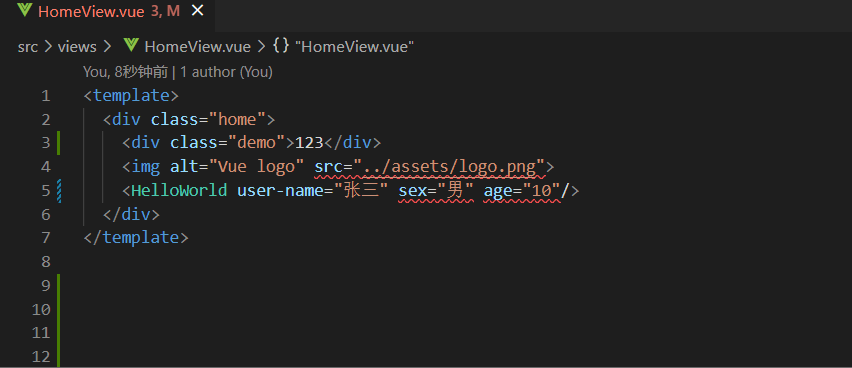 HomeView.vue 3, M
src > views > HomeView.vue > {} "HomeView.vue"
You, 8秒钟前 | 1 author (You)
1 <template>
2 <div class="home">
3 <div class="demo">123</div>
4 <img alt="Vue logo" src="../assets/logo.png">
5 <HelloWorld user-name="张三" sex="男" age="10"/>
6 </div>
7 </template>
8
9
10
11
12